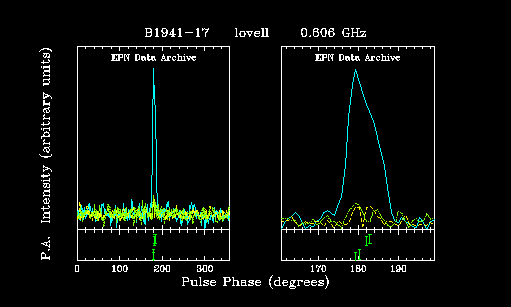 B1941-17 lovell 0.606 GHz
EPN Data Archive EPN Data Archive
P.A. Intensity (arbitrary units)
0 100 200 300 170 180 190
Pulse Phase (degrees)